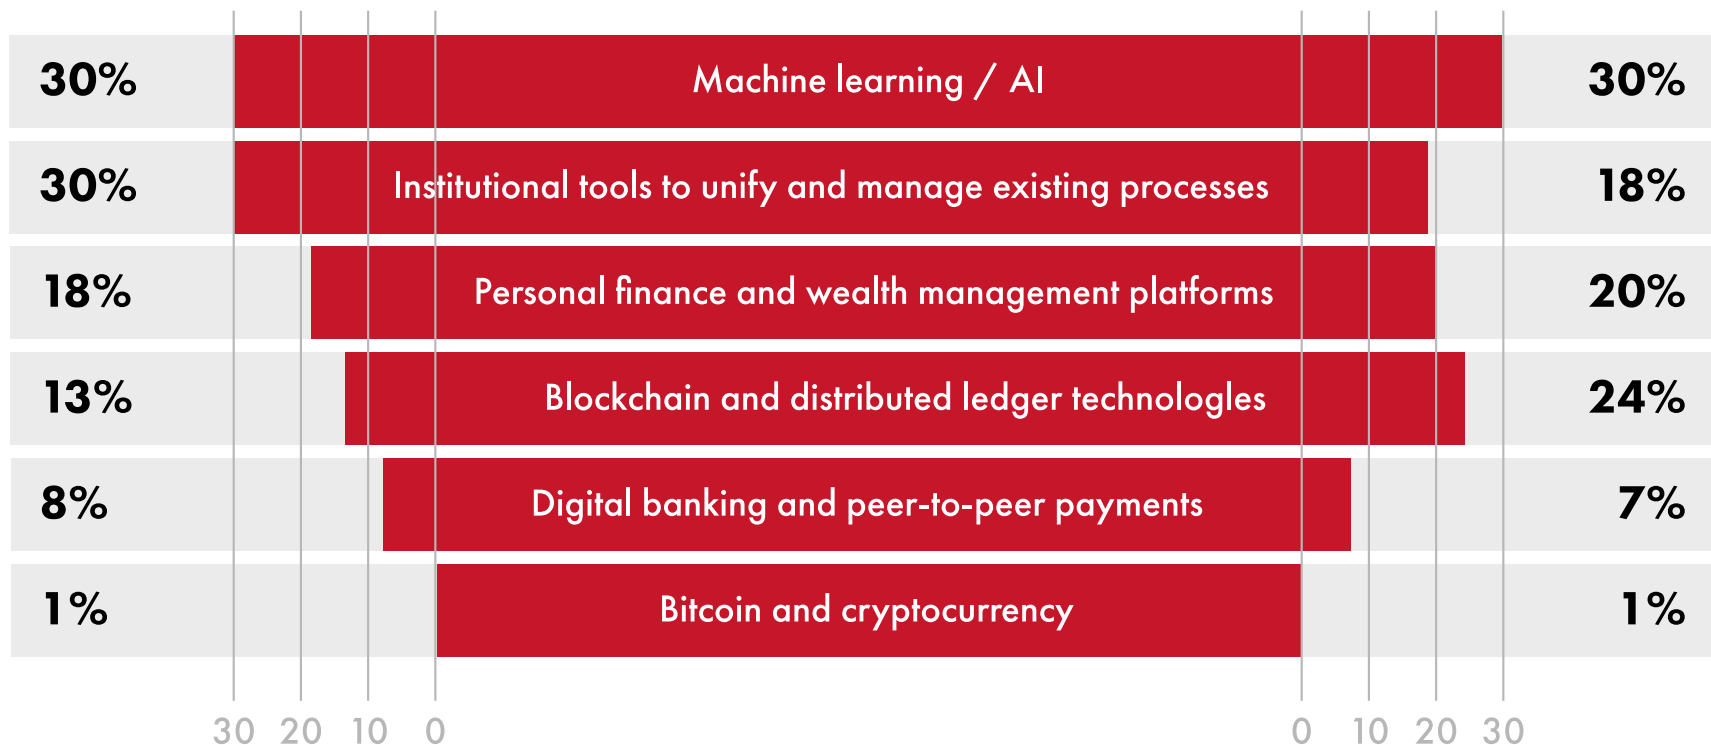 30% Machine learning / AI 30%
30% Institutional tools to unify and manage existing processes 18%
18% Personal finance and wealth management platforms 20%
13% Blockchain and distributed ledger technologles 24%
8% Digital banking and peer-to-peer payments 7%
1% Bitcoin and cryptocurrency 1%
30 20 10 0 0 10 20 30